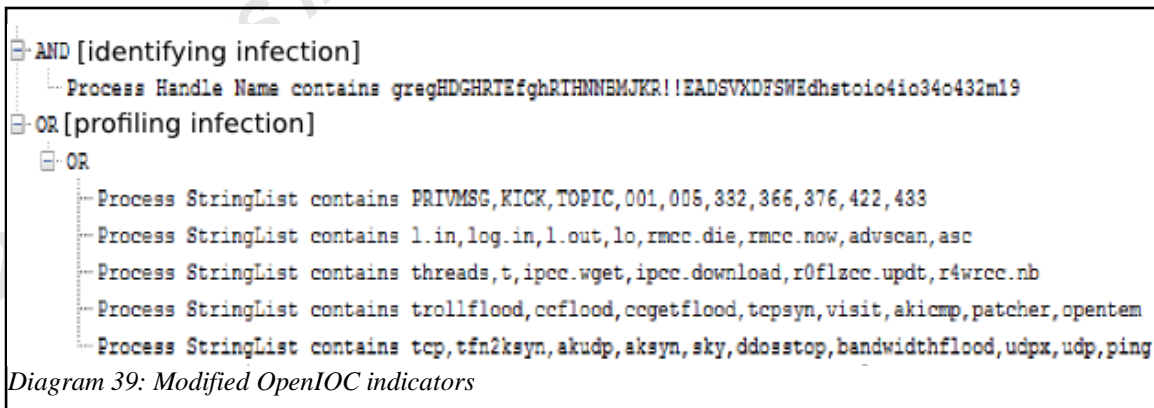 AND [identifying infection]
Process Handle Name contains gregHDGHRTEfghRTHNNBMJKR!!EADSVXDFSWEdhstoio4io34o432m19
OR [profiling infection]
OR
Process StringList contains PRIVMSG,KICK,TOPIC,001,005,332,366,376,422,433
Process StringList contains l.in,log.in,l.out,lo,rmcc.die,rmcc.now,advscan,asc
Process StringList contains threads,t,ipcc.wget,ipcc.download,r0flzcc.updt,r4wrcc.nb
Process StringList contains trollflood,ccflood,ccgetflood,tcpsyn,visit,akicmp,patcher,opentem
Process StringList contains tcp,tfn2ksyn,akudp,aksyn,sky,ddosstop,bandwidthflood,udpx,udp,ping
Diagram 39: Modified OpenIOC indicators